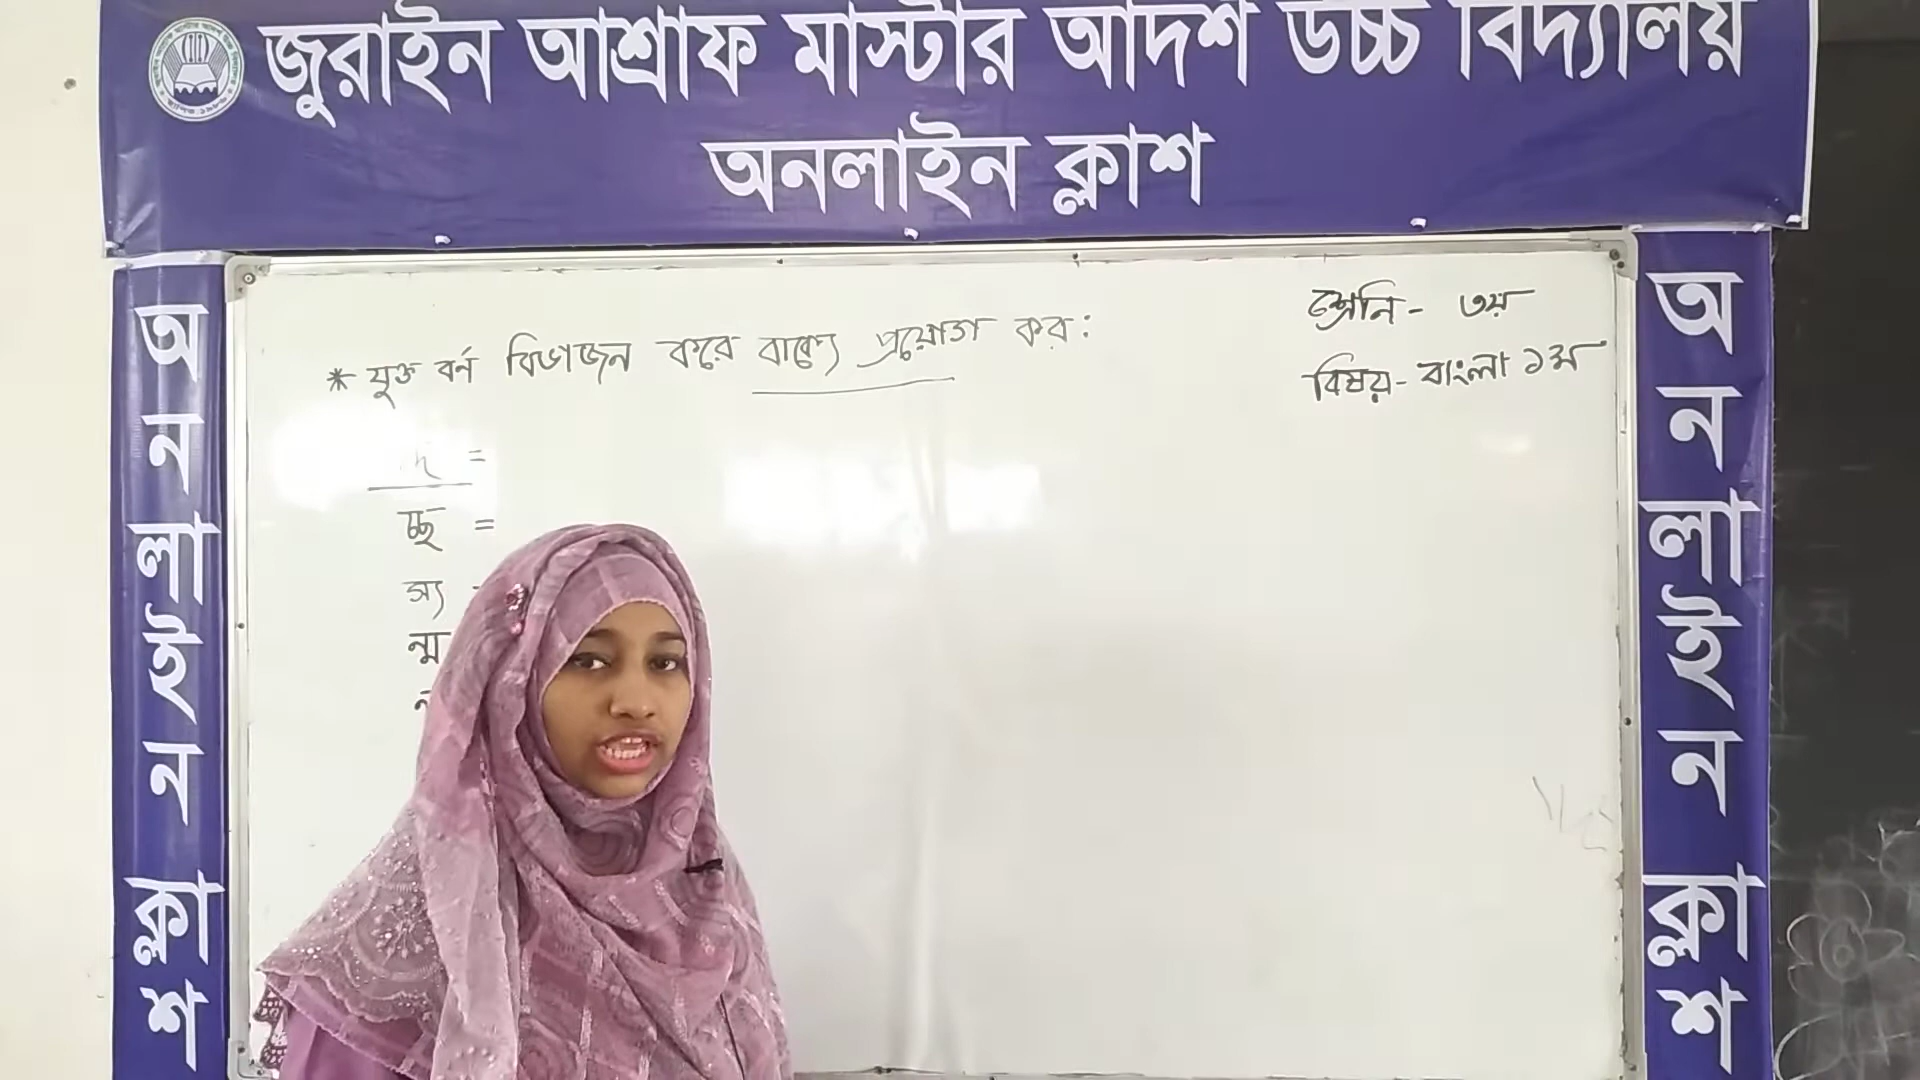 জুরাইন আশ্রাফ মাস্টার আদর্শ উচ্চ বিদ্যালয়
অনলাইন ক্লাশ
শ্রেনি - ৩য়
বিষয় - বাংলা ১ম
* যুক্ত বর্ন বিভাজন করে বাক্যে প্রয়োগ কর:
=
চ্ছ =
স্য
ন্ম
অনলাইন ক্লাশ
অনলাইন ক্লাশ